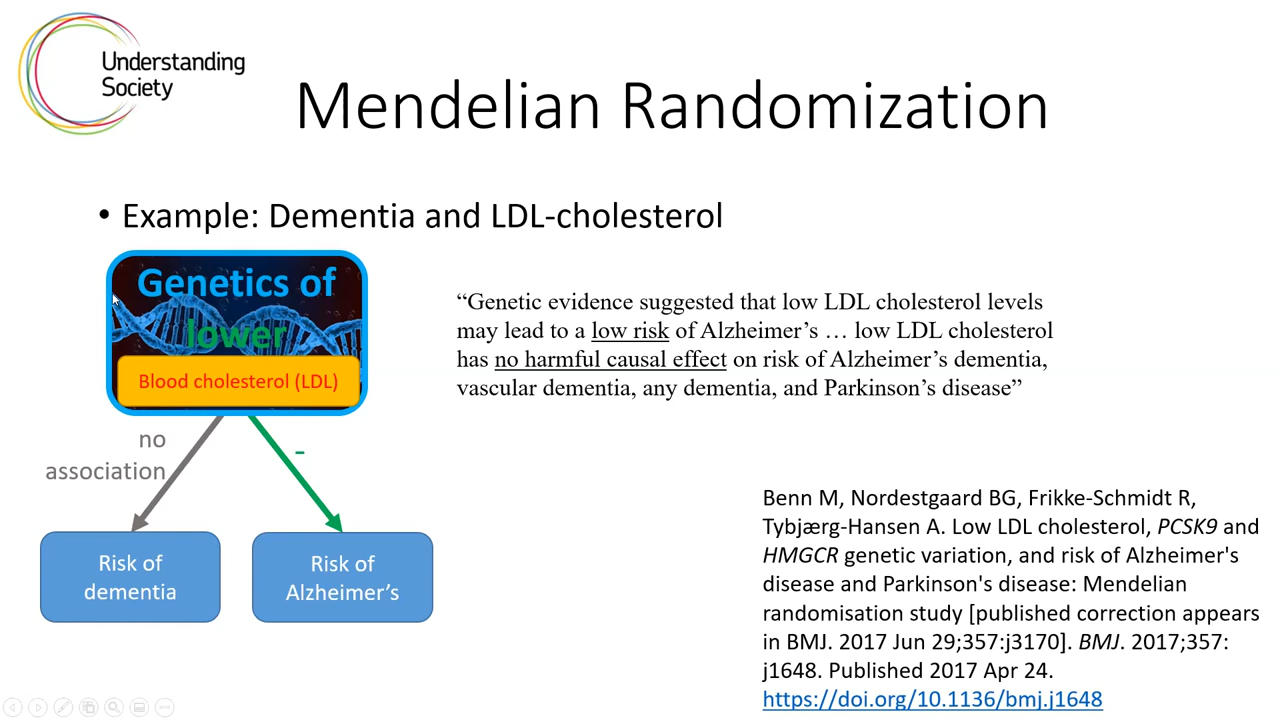 Understanding
Society
Mendelian Randomization
• Example: Dementia and LDL-cholesterol
Genetics of
lower
Blood cholesterol (LDL)
“Genetic evidence suggested that low LDL cholesterol levels
may lead to a low risk of Alzheimer’s … low LDL cholesterol
has no harmful causal effect on risk of Alzheimer’s dementia,
vascular dementia, any dementia, and Parkinson’s disease”
no
association
-
Risk of
dementia
Risk of
Alzheimer’s
Benn M, Nordestgaard BG, Frikke-Schmidt R,
Tybjærg-Hansen A. Low LDL cholesterol, PCSK9 and
HMGCR genetic variation, and risk of Alzheimer's
disease and Parkinson's disease: Mendelian
randomisation study [published correction appears
in BMJ. 2017 Jun 29;357:j3170]. BMJ. 2017;357:
j1648. Published 2017 Apr 24.
https://doi.org/10.1136/bmj.j1648